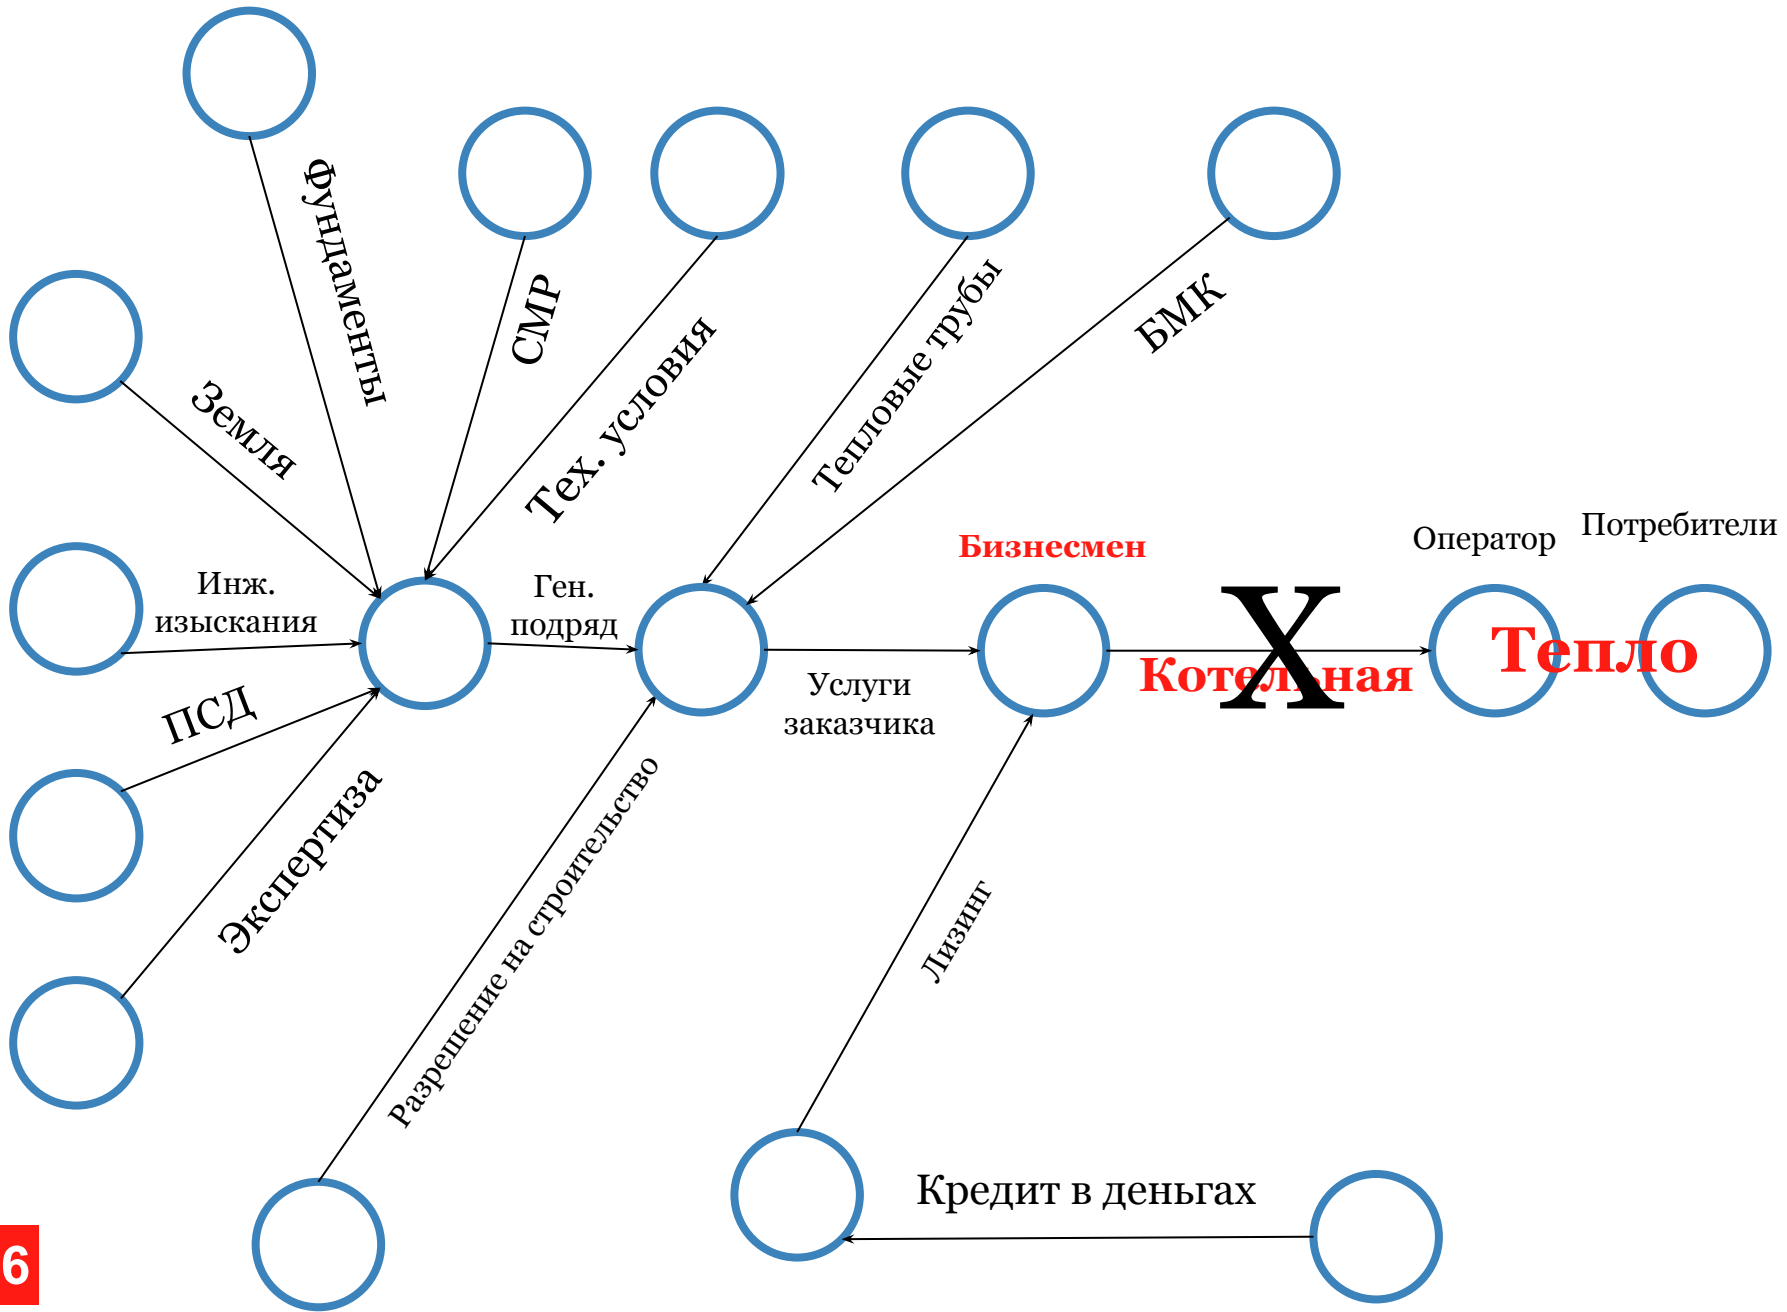 Фундаменты
СМР
Тех. условия
Тепловые трубы
БМК
Земля
Инж.
изыскания
Ген.
подряд
Бизнесмен
Оператор
Потребители
Х
Котельная
Тепло
Услуги
заказчика
ПСД
Экспертиза
Разрешение на строительство
Лизинг
Кредит в деньгах
6